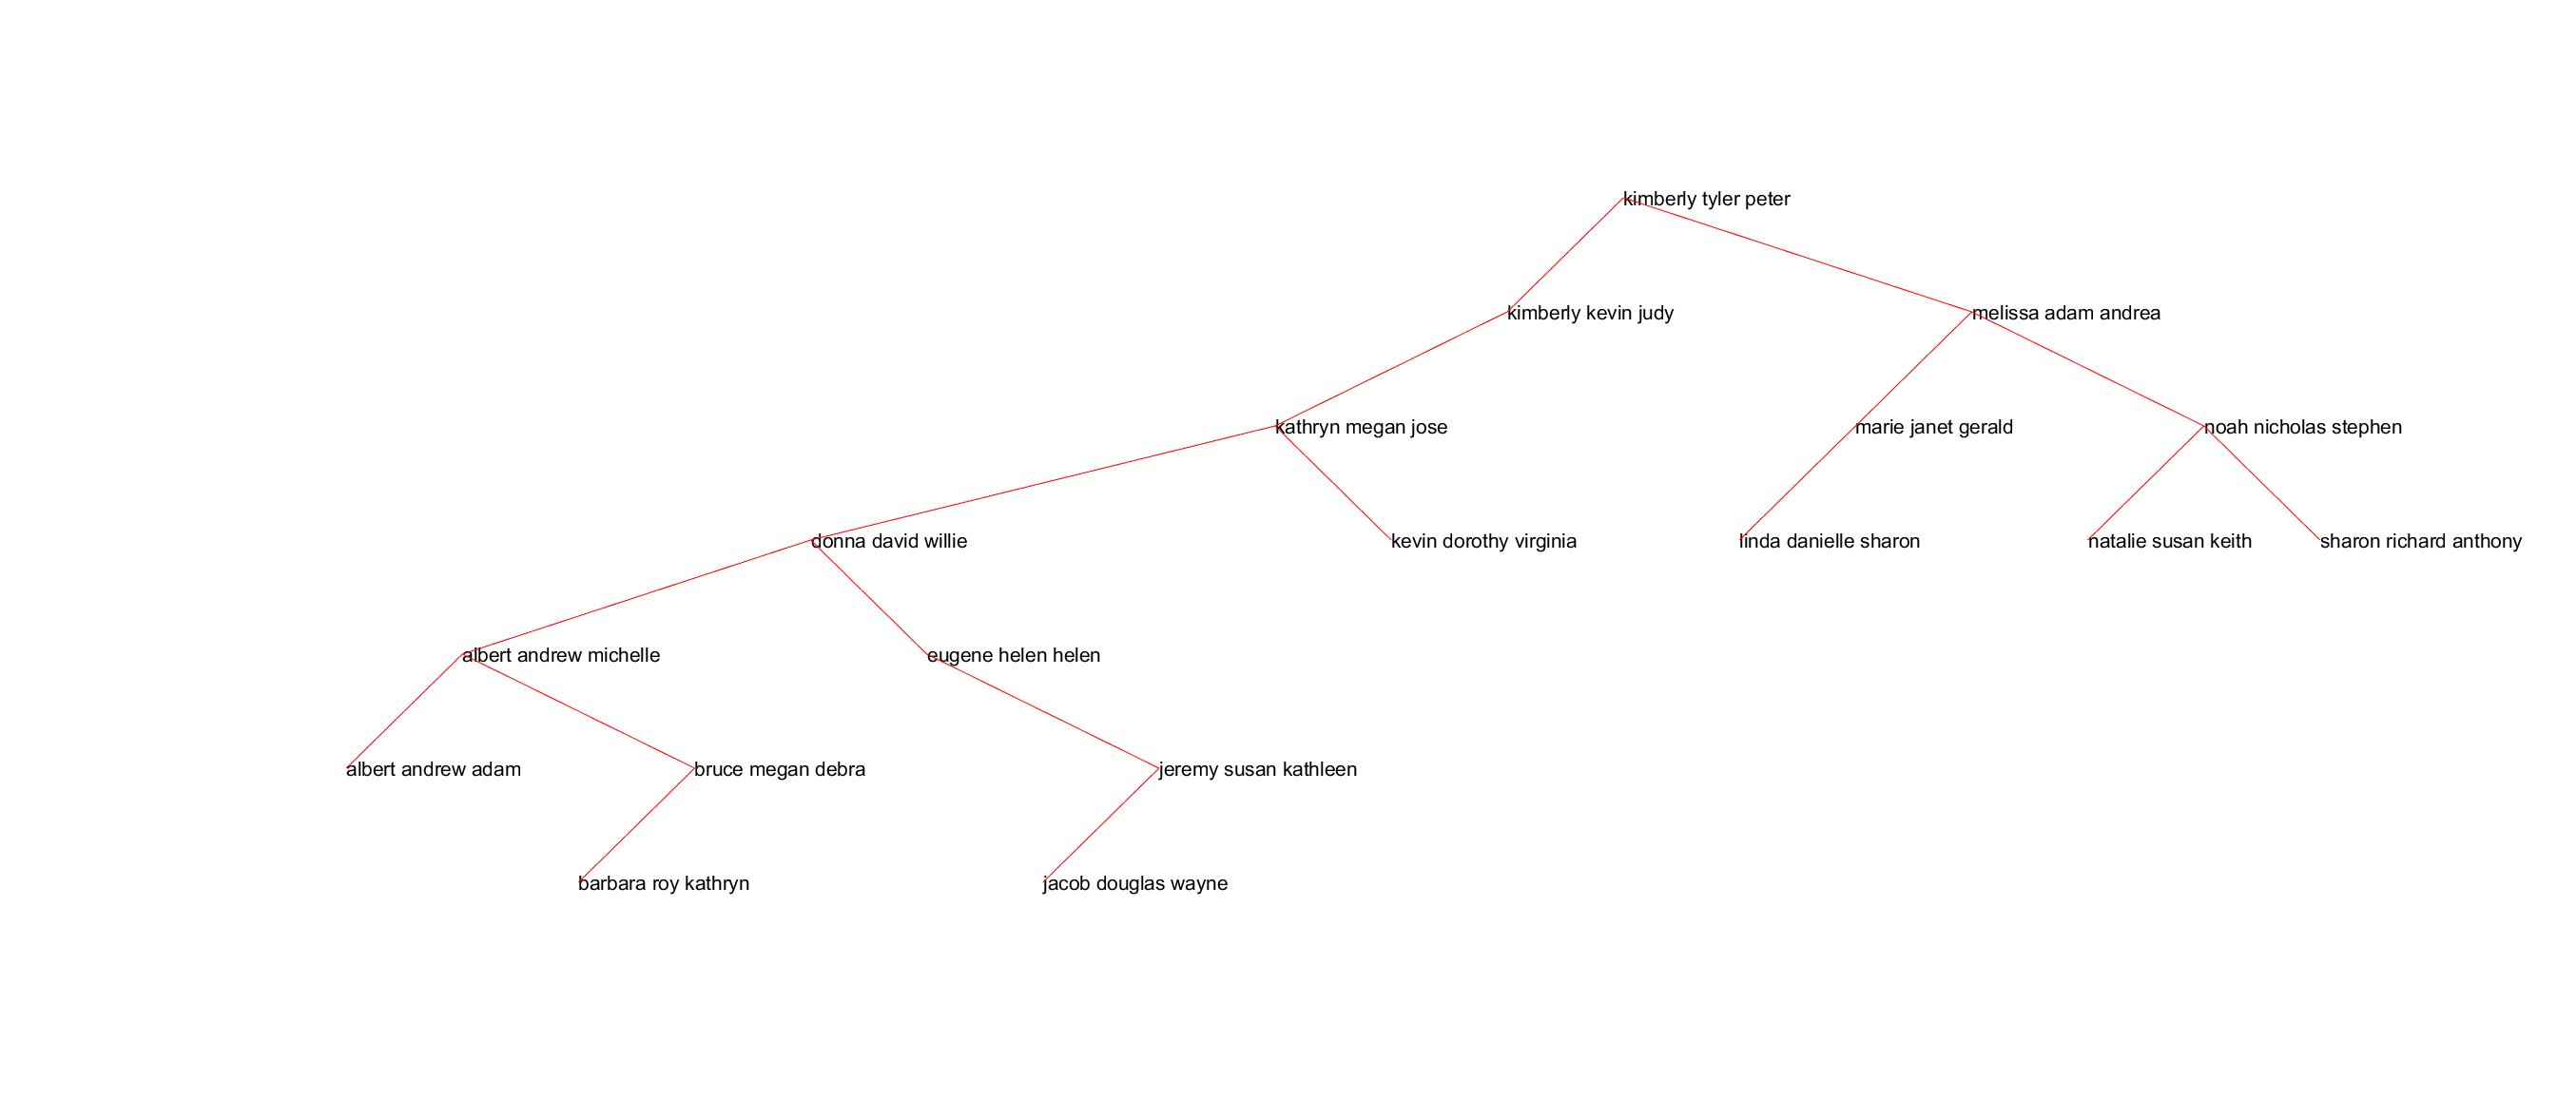 kimberly tyler peter
kimberly kevin judy
melissa adam andrea
kathryn megan jose
marie janet gerald
noah nicholas stephen
donna david willie
kevin dorothy virginia
linda danielle sharon
natalie susan keith
sharon richard anthony
albert andrew michelle
eugene helen helen
albert andrew adam
bruce megan debra
jeremy susan kathleen
barbara roy kathryn
jacob douglas wayne